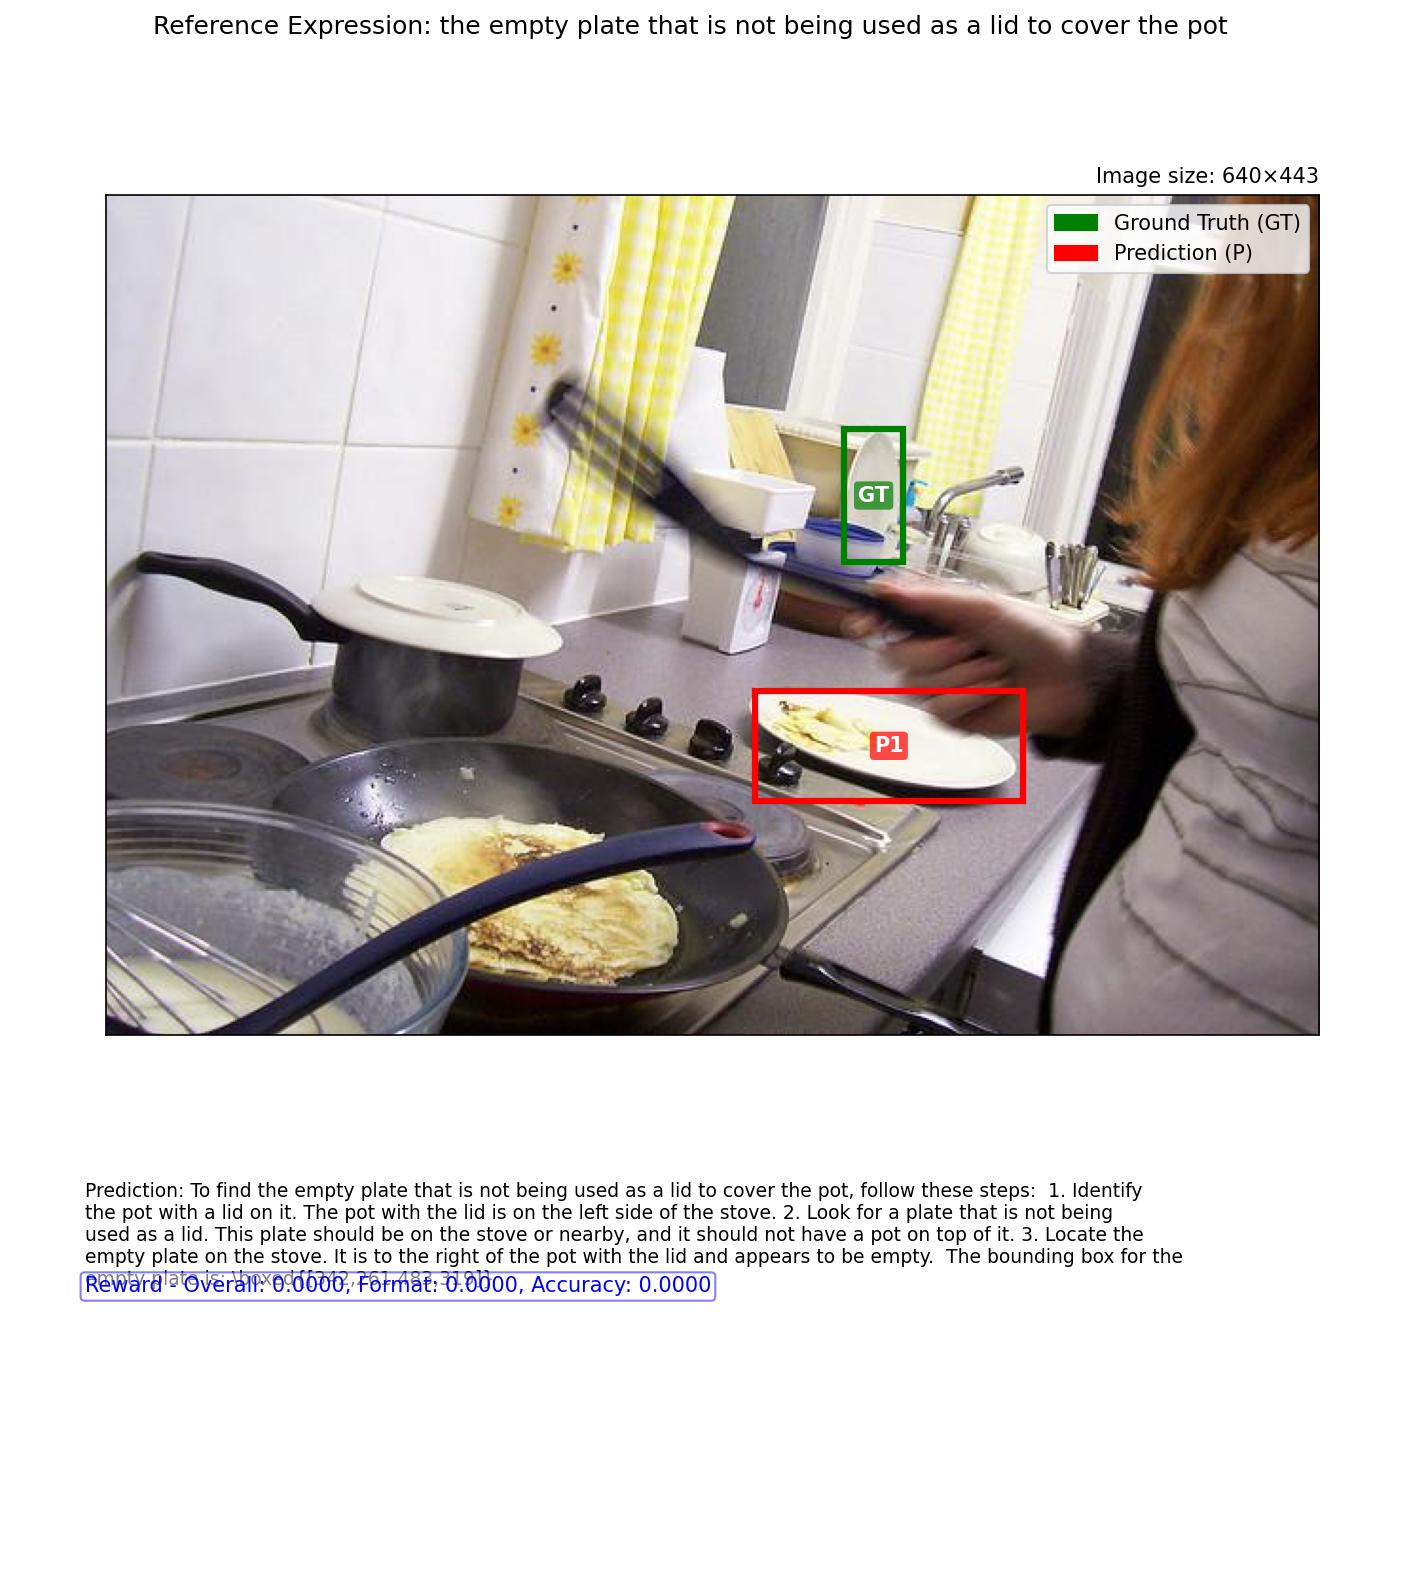 Reference Expression: the empty plate that is not being used as a lid to cover the pot
Image size: 640×443
Ground Truth (GT)
Prediction (P)
GT
P1
Prediction: To find the empty plate that is not being used as a lid to cover the pot, follow these steps:  1. Identify
the pot with a lid on it. The pot with the lid is on the left side of the stove. 2. Look for a plate that is not being
used as a lid. This plate should be on the stove or nearby, and it should not have a pot on top of it. 3. Locate the
empty plate on the stove. It is to the right of the pot with the lid and appears to be empty.  The bounding box for the
empty plate is: \boxed{[342,261,483,319]}
Reward - Overall: 0.0000, Format: 0.0000, Accuracy: 0.0000